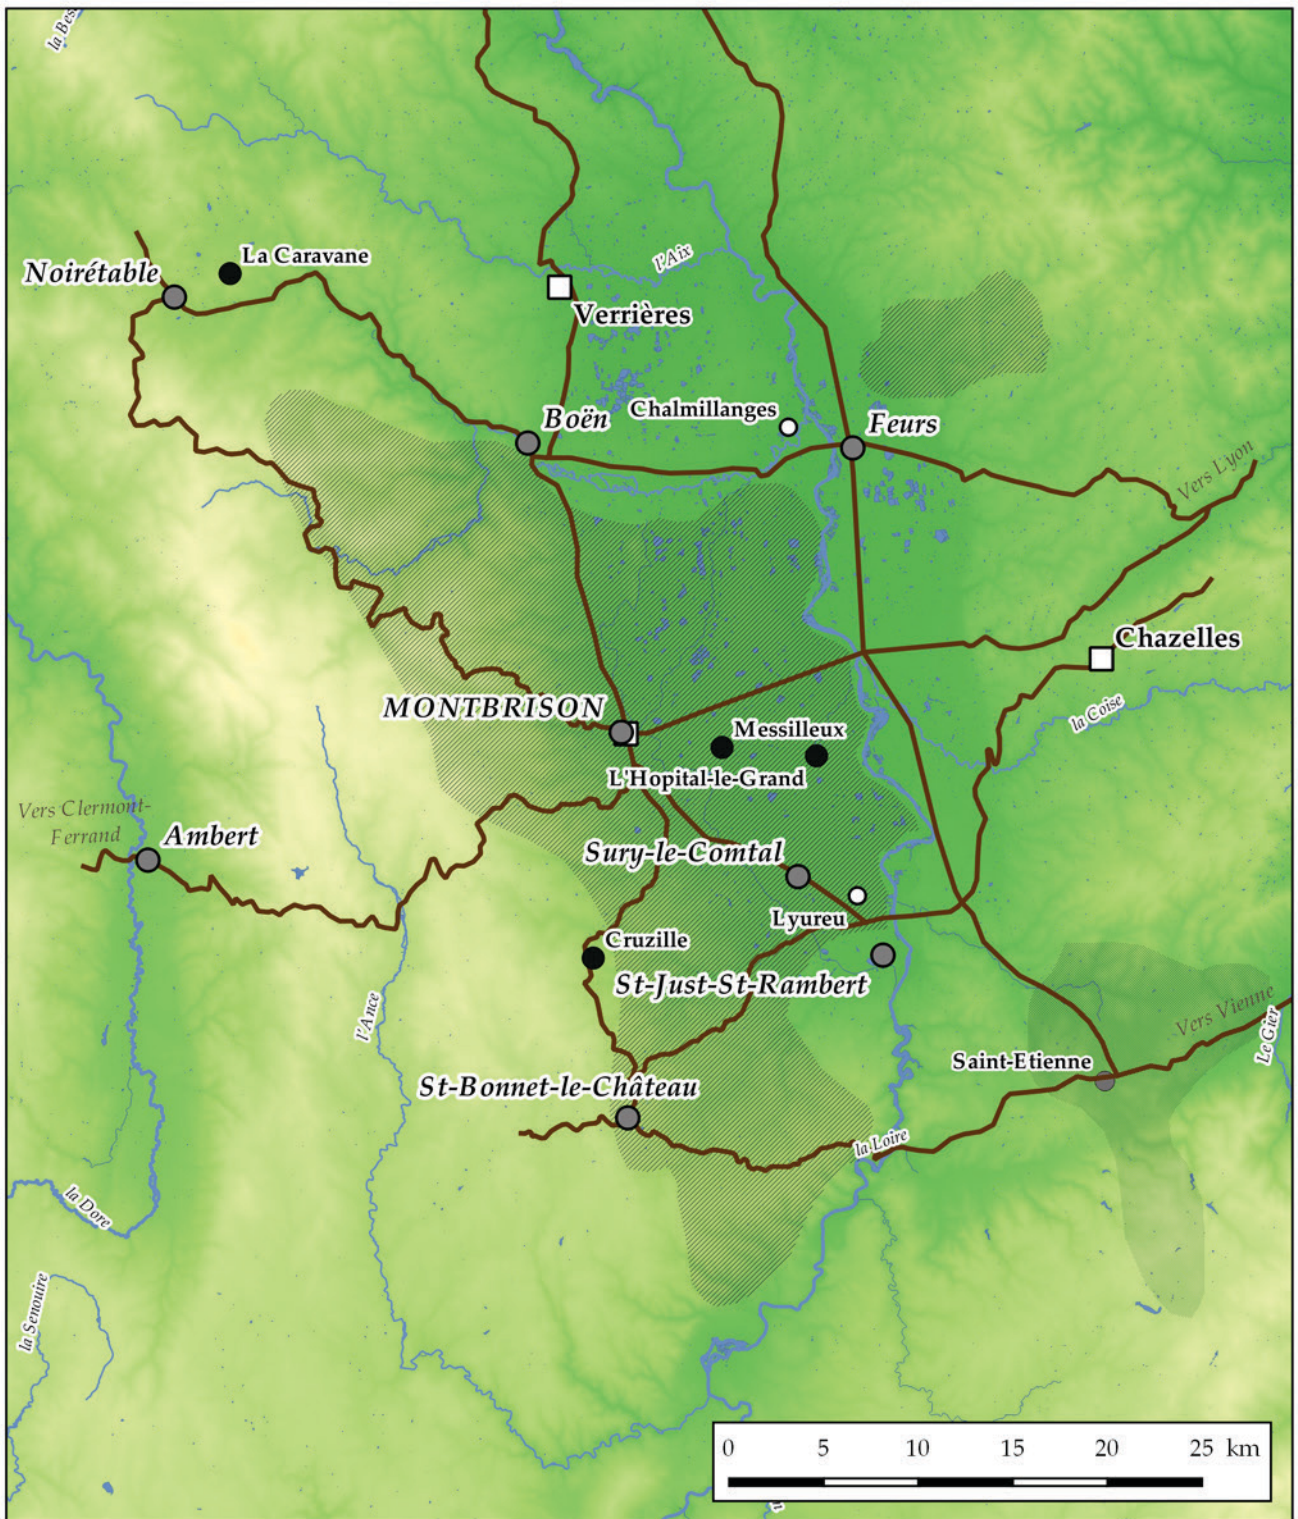 la Bes
La Caravane
Noirétable
l'Aix
Verrières
Chalmillanges
Boën
Feurs
Vers Lyon
Chazelles
MONTBRISON
la Coise
Messilleux
L'Hopital-le-Grand
Vers Clermont-
Ferrand
Ambert
Sury-le-Comtal
Lyureu
Cruzille
St-Just-St-Rambert
l'Ance
Vers Vienne
Le Gier
Saint-Etienne
St-Bonnet-le-Château
la Loire
la Dore
la Senouire
0 5 10 15 20 25 km